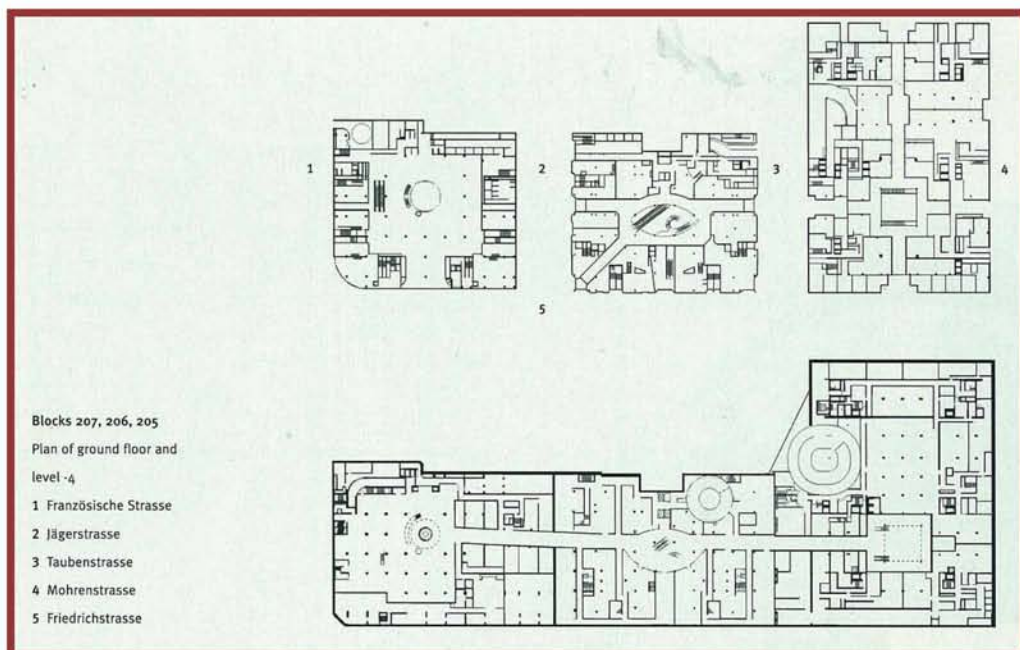 1
2
3
4
5
Blocks 207, 206, 205
Plan of ground floor and
level -4
1 Französische Strasse
2 Jägerstrasse
3 Taubenstrasse
4 Mohrenstrasse
5 Friedrichstrasse